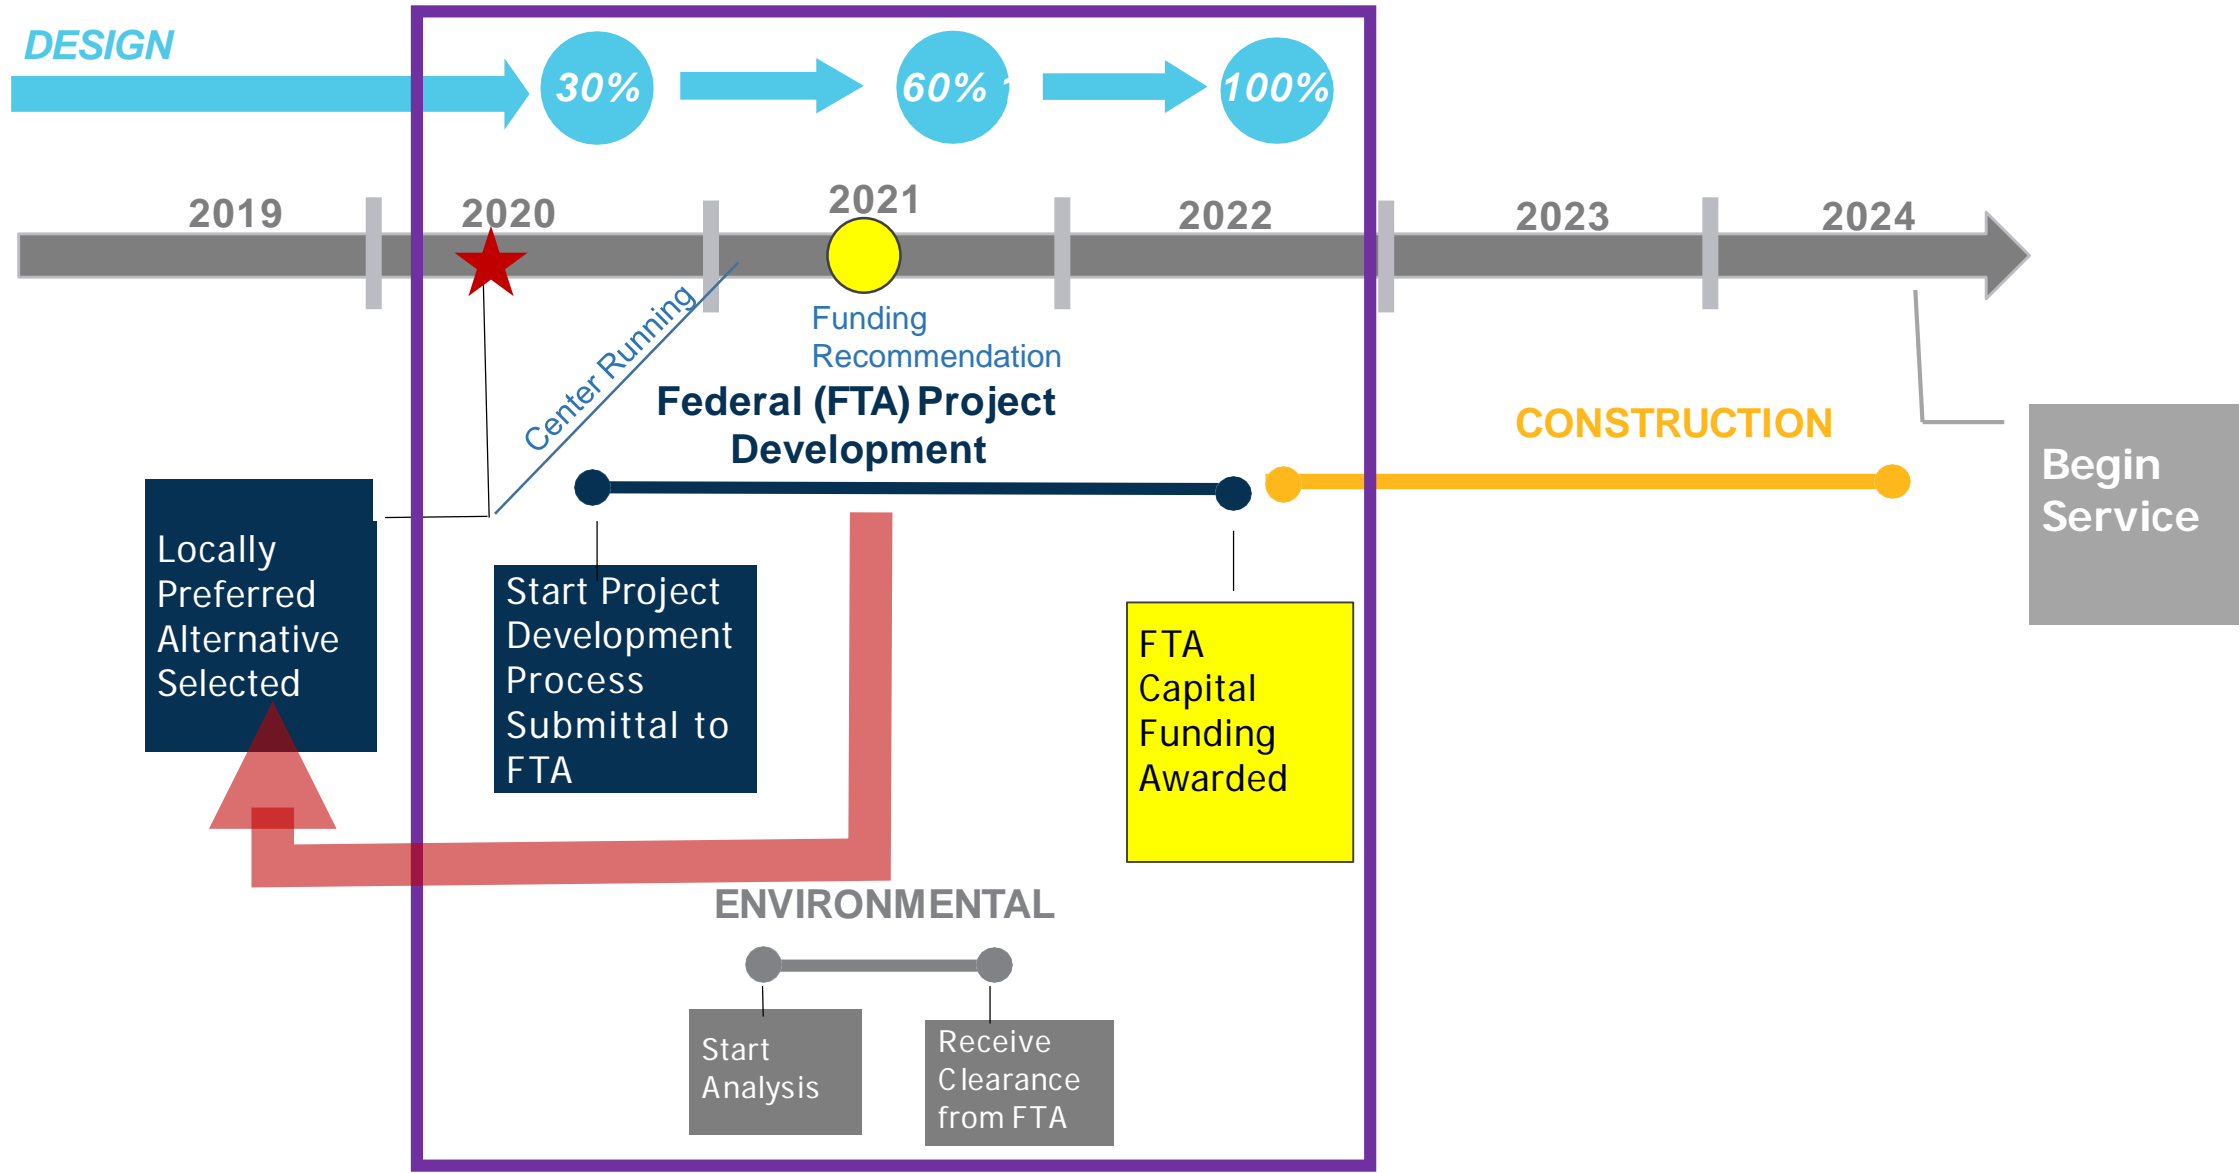 DESIGN
30%
60%
100%
2019
2020
2021
2022
2023
2024
Center Running
Funding
Recommendation
Federal (FTA) Project
Development
CONSTRUCTION
Begin
Service
Locally
Preferred
Alternative
Selected
Start Project
Development
Process
Submittal to
FTA
FTA
Capital
Funding
Awarded
ENVIRONMENTAL
Start
Analysis
Receive
Clearance
from FTA